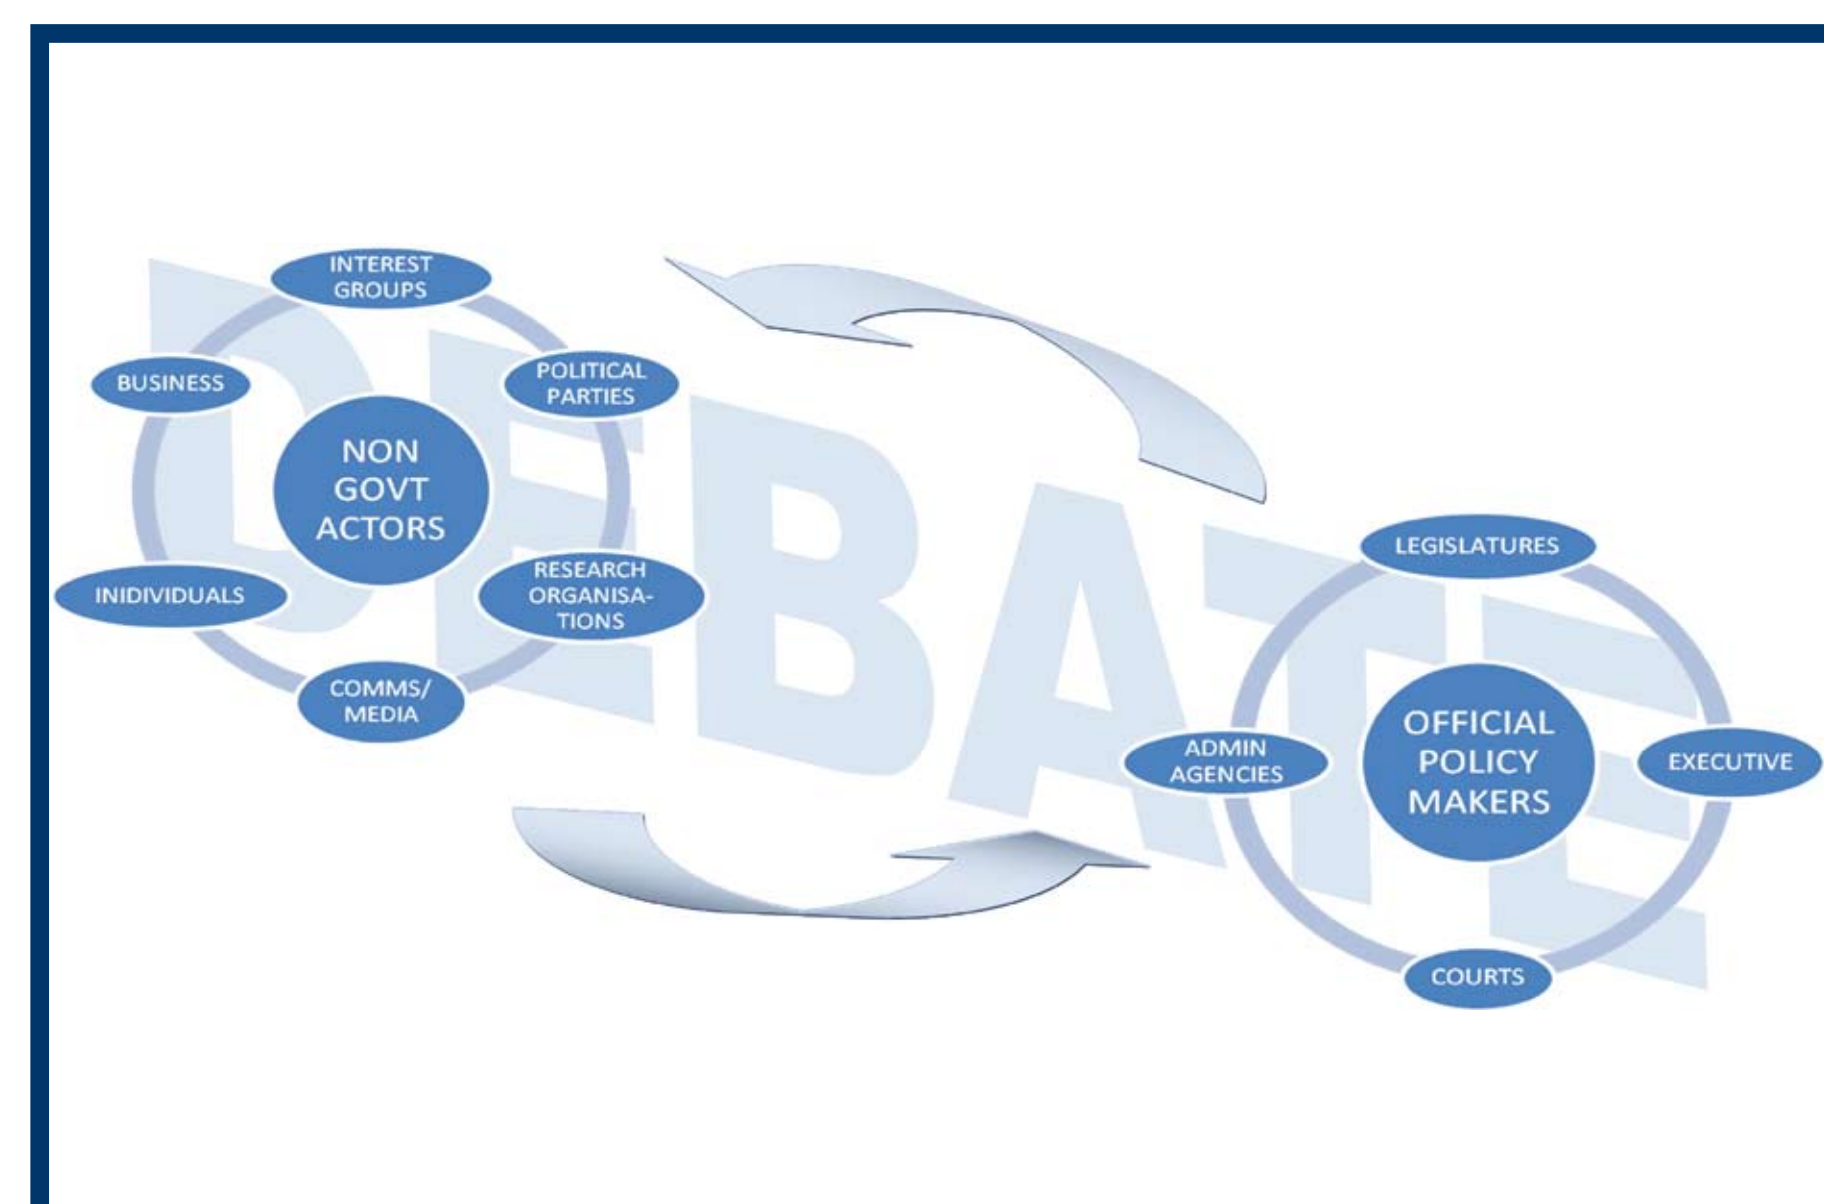 DEBATE
INTEREST
GROUPS
POLITICAL
PARTIES
BUSINESS
NON
GOVT
ACTORS
RESEARCH
ORGANISA-
TIONS
INIDIVIDUALS
COMMS/
MEDIA
LEGISLATURES
ADMIN
AGENCIES
OFFICIAL
POLICY
MAKERS
EXECUTIVE
COURTS